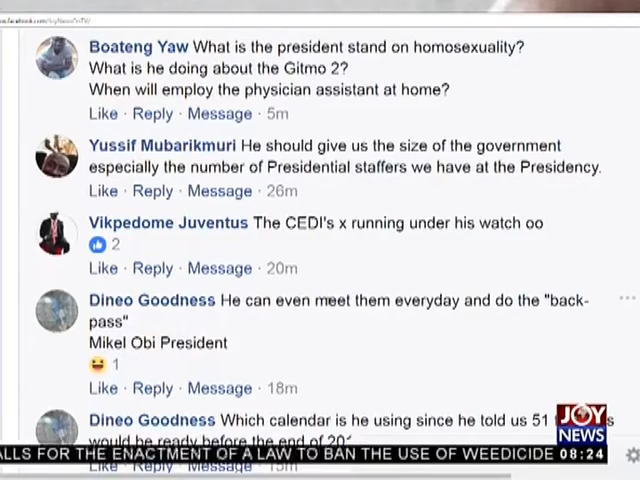 Boateng Yaw What is the president stand on homosexuality?
What is he doing about the Gitmo 2?
When will employ the physician assistant at home?
Like · Reply · Message · 5m
Yussif Mubarikmuri He should give us the size of the government
especially the number of Presidential staffers we have at the Presidency.
Like · Reply · Message · 26m
Vikpedome Juventus The CEDI's x running under his watch oo
2
Like · Reply · Message · 20m
Dineo Goodness He can even meet them everyday and do the "back-
pass"
Mikel Obi President
1
Like · Reply · Message · 18m
Dineo Goodness Which calendar is he using since he told us 51
would be ready before the end of
JOY
NEWS
ALLS FOR THE ENACTMENT OF A LAW TO BAN THE USE OF WEEDICIDE 08:24
Like · Reply · Message · 15m